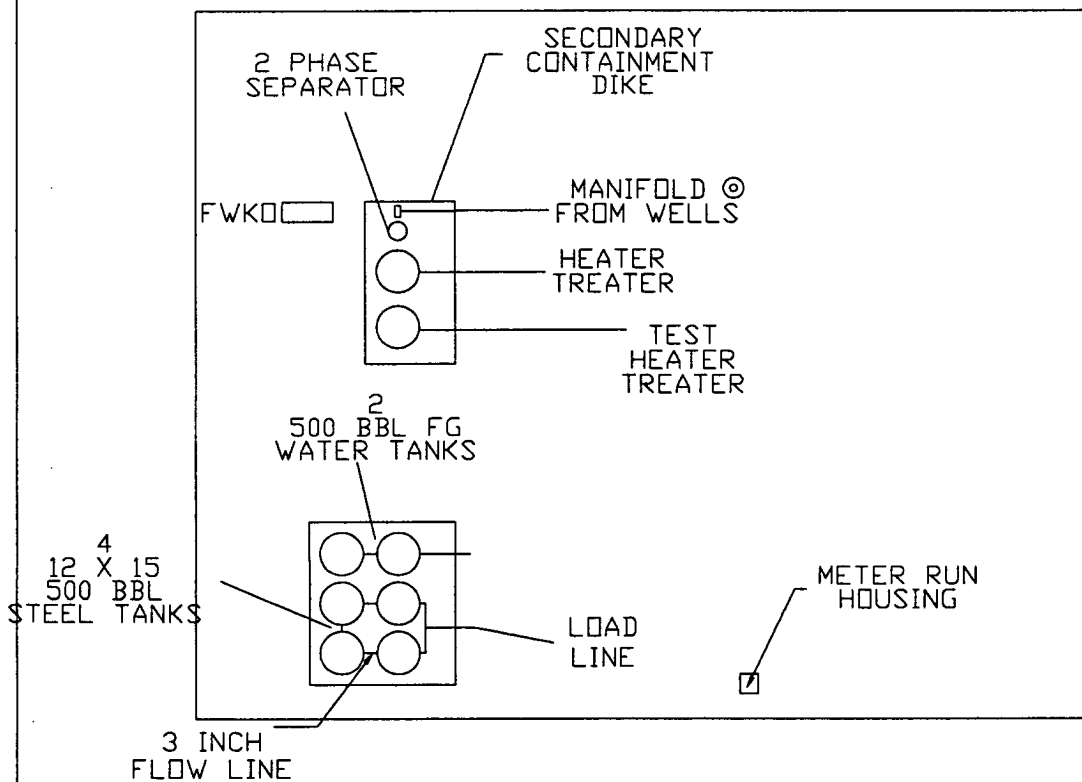 SECONDARY
CONTAINMENT
DIKE
2 PHASE
SEPARATOR
FWKO
MANIFOLD
FROM WELLS
HEATER
TREATER
TEST
HEATER
TREATER
2
500 BBL FG
WATER TANKS
4
12 X 15
500 BBL
STEEL TANKS
METER RUN
HOUSING
LOAD
LINE
3 INCH
FLOW LINE